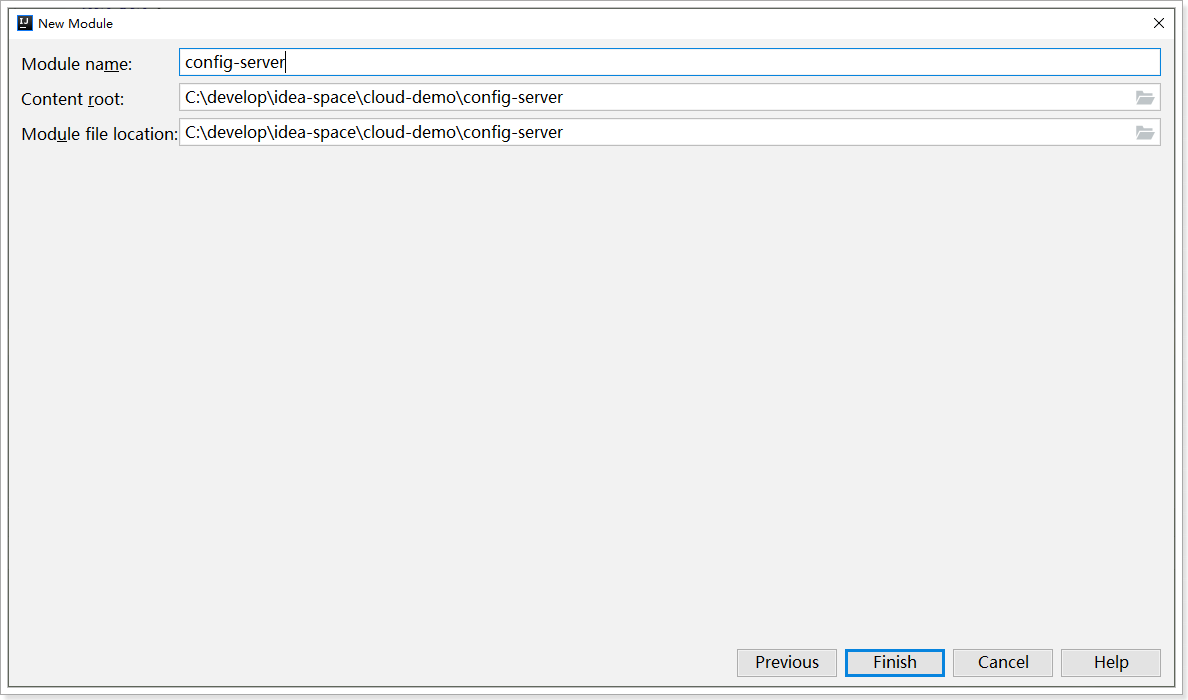 New Module
Module name: config-server
Content root: C:\develop\idea-space\cloud-demo\config-server
Module file location: C:\develop\idea-space\cloud-demo\config-server
Previous Finish Cancel Help